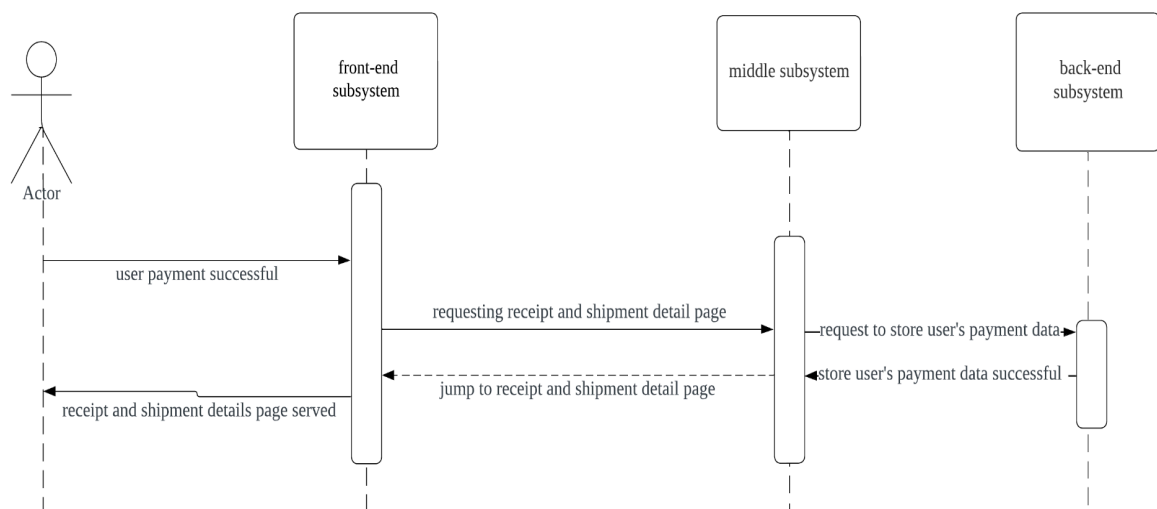 front-end
subsystem
middle subsystem
back-end
subsystem
Actor
user payment successful
requesting receipt and shipment detail page
request to store user's payment data
store user's payment data successful
jump to receipt and shipment detail page
receipt and shipment details page served